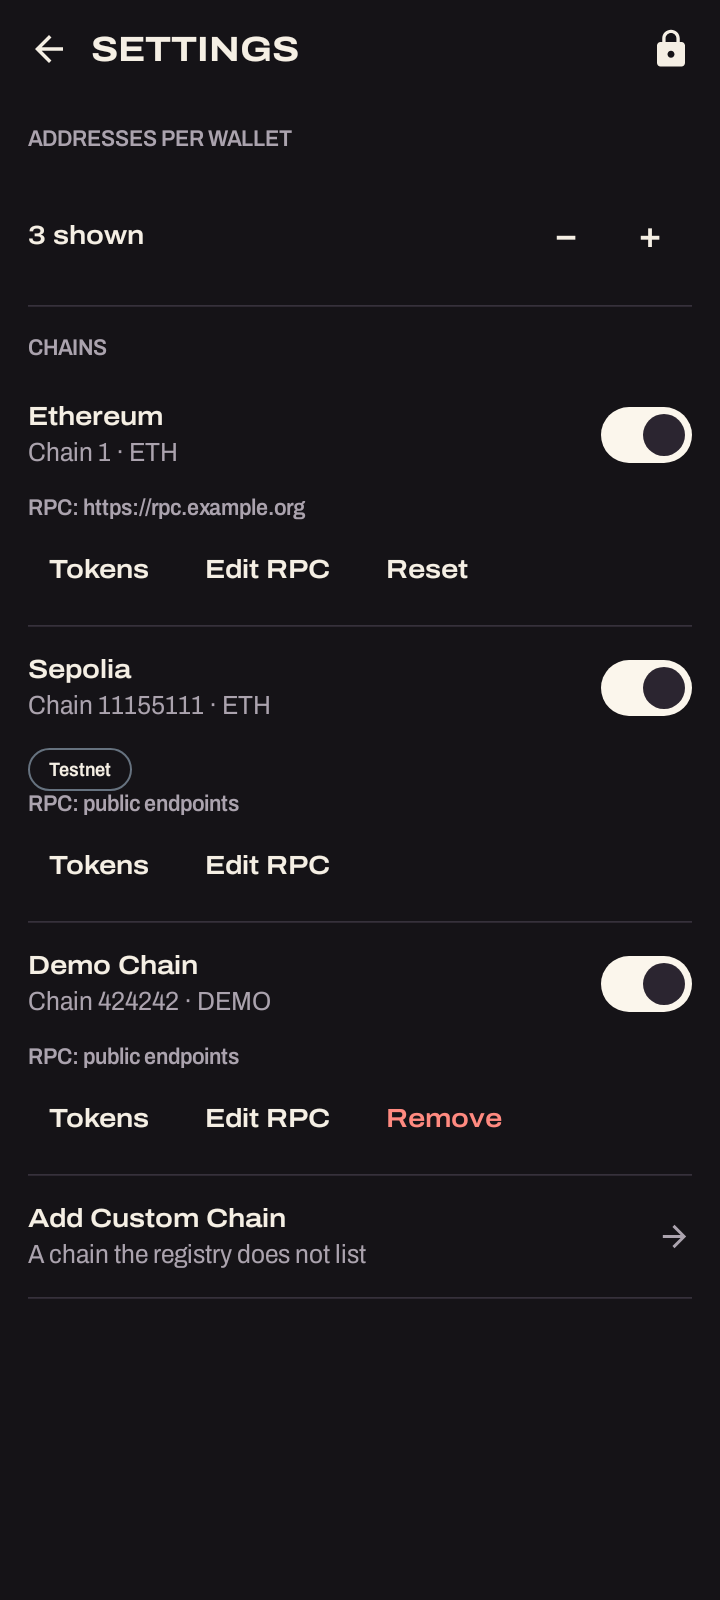 SETTINGS
ADDRESSES PER WALLET
3 shown
− +
CHAINS
Ethereum
Chain 1 · ETH
RPC: https://rpc.example.org
Tokens Edit RPC Reset
Sepolia
Chain 11155111 · ETH
Testnet
RPC: public endpoints
Tokens Edit RPC
Demo Chain
Chain 424242 · DEMO
RPC: public endpoints
Tokens Edit RPC Remove
Add Custom Chain
A chain the registry does not list